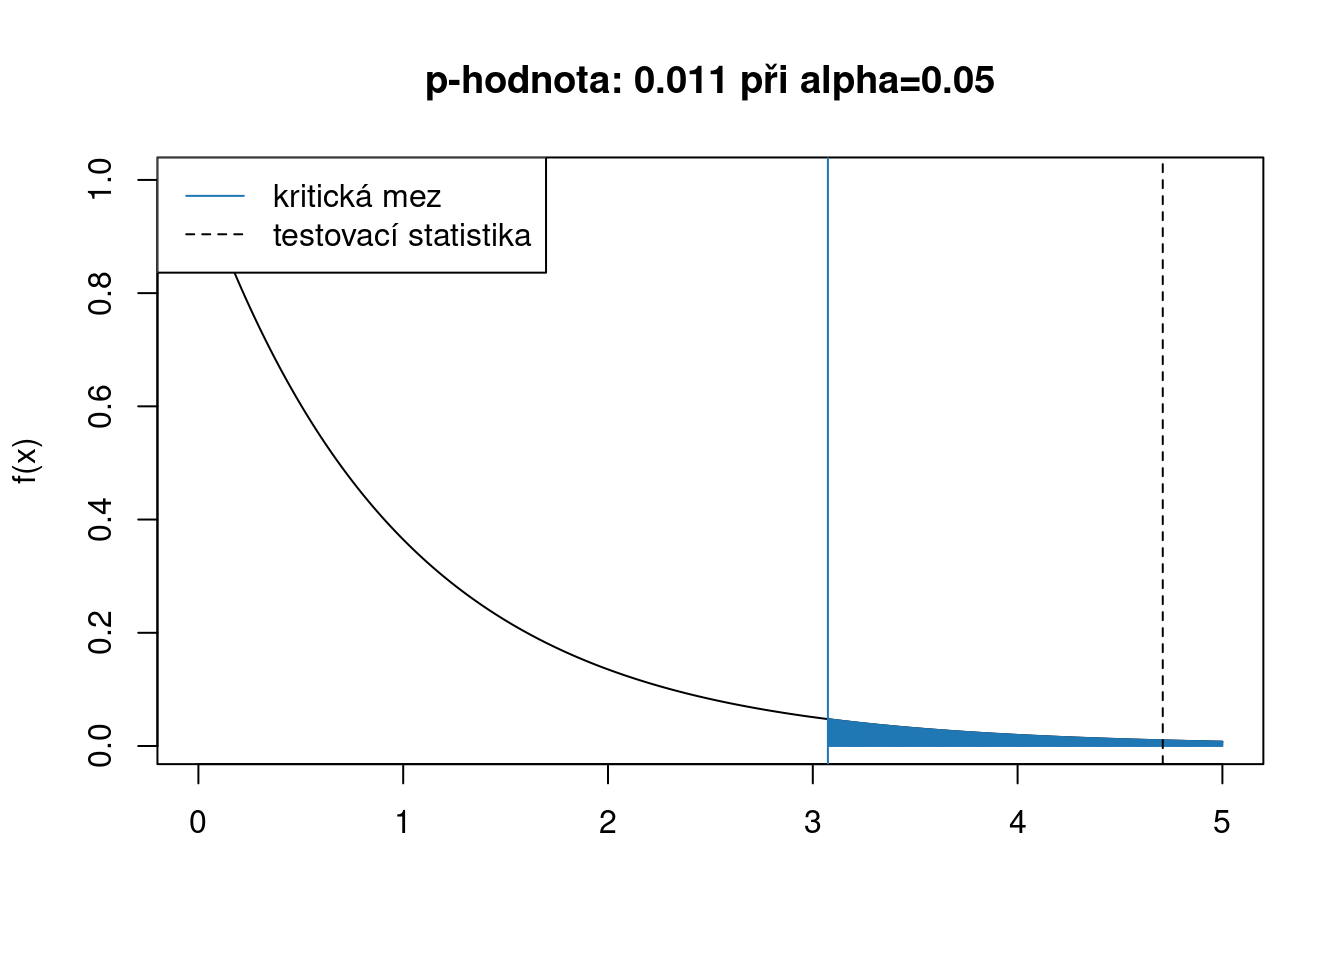 p-hodnota: 0.011 při alpha=0.05
kritická mez
testovací statistika
f(x)
1.0
0.8
0.6
0.4
0.2
0.0
0 1 2 3 4 5